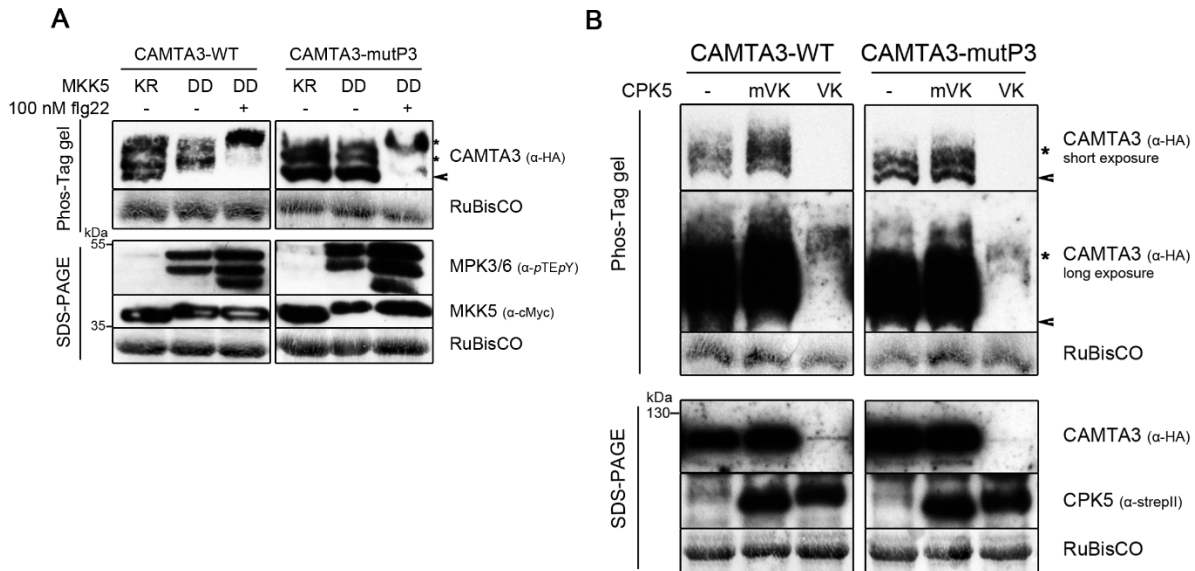 A
CAMTA3-WT CAMTA3-mutP3
MKK5 KR DD DD KR DD DD
100 nM flg22 - - + - - +
Phos-Tag gel
* * CAMTA3 (α-HA)
RuBisCO
SDS-PAGE
kDa
55
MPK3/6 (α-pTEpY)
MKK5 (α-cMyc)
35
RuBisCO
B
CAMTA3-WT CAMTA3-mutP3
CPK5 - mVK VK - mVK VK
Phos-Tag gel
* CAMTA3 (α-HA)
short exposure
* CAMTA3 (α-HA)
long exposure
RuBisCO
SDS-PAGE
kDa
130
CAMTA3 (α-HA)
CPK5 (α-strepII)
RuBisCO